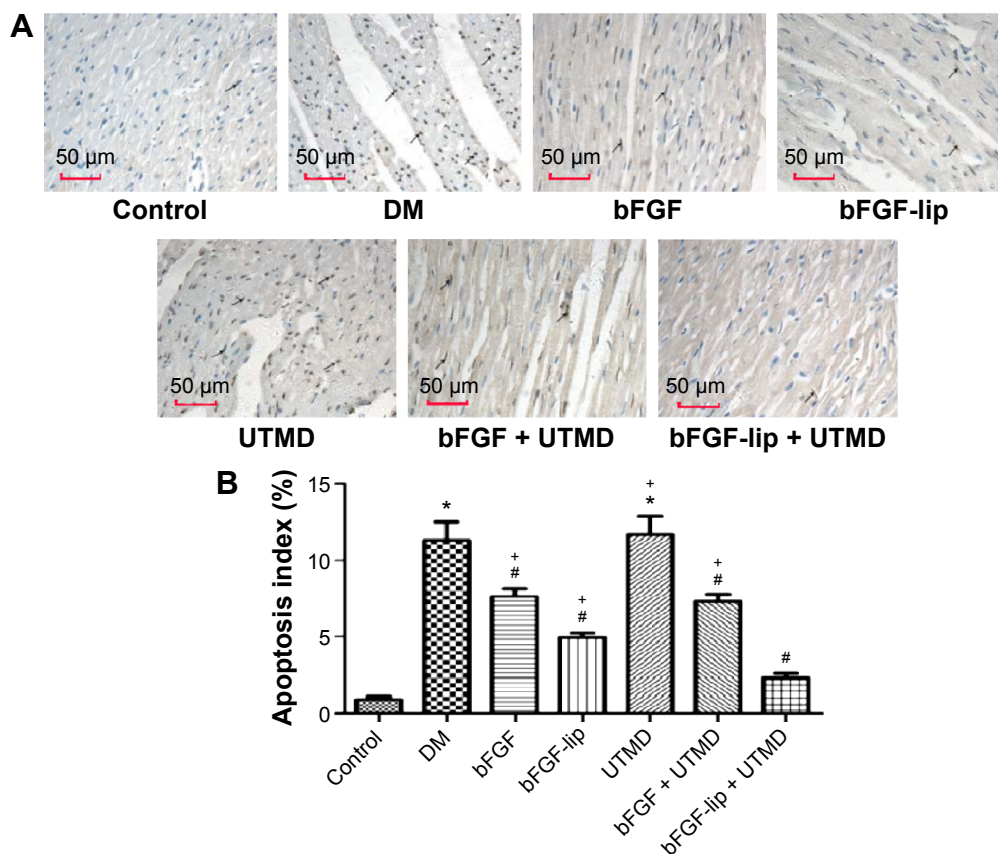 A
50 µm
50 µm
50 µm
50 µm
Control
DM
bFGF
bFGF-lip
50 µm
50 µm
50 µm
UTMD
bFGF + UTMD
bFGF-lip + UTMD
B
Apoptosis index (%)
15
10
5
0
*
+
#
+
#
+
*
+
#
#
Control
DM
bFGF
bFGF-lip
UTMD
bFGF + UTMD
bFGF-lip + UTMD